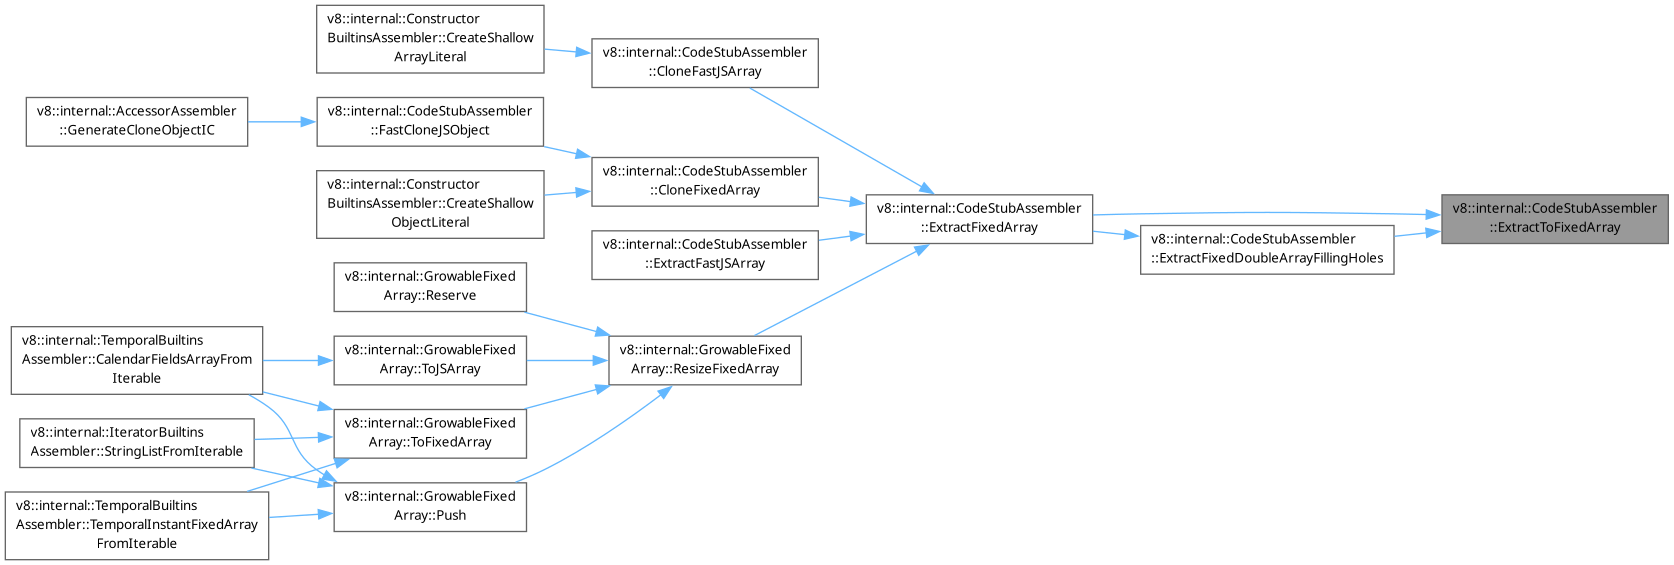 v8::internal::Constructor
BuiltinsAssembler::CreateShallow
ArrayLiteral
v8::internal::CodeStubAssembler
::CloneFastJSArray
v8::internal::AccessorAssembler
::GenerateCloneObjectIC
v8::internal::CodeStubAssembler
::FastCloneJSObject
v8::internal::CodeStubAssembler
::CloneFixedArray
v8::internal::Constructor
BuiltinsAssembler::CreateShallow
ObjectLiteral
v8::internal::CodeStubAssembler
::ExtractFixedArray
v8::internal::CodeStubAssembler
::ExtractToFixedArray
v8::internal::CodeStubAssembler
::ExtractFixedDoubleArrayFillingHoles
v8::internal::CodeStubAssembler
::ExtractFastJSArray
v8::internal::GrowableFixed
Array::Reserve
v8::internal::TemporalBuiltins
Assembler::CalendarFieldsArrayFrom
Iterable
v8::internal::GrowableFixed
Array::ToJSArray
v8::internal::GrowableFixed
Array::ResizeFixedArray
v8::internal::IteratorBuiltins
Assembler::StringListFromIterable
v8::internal::GrowableFixed
Array::ToFixedArray
v8::internal::TemporalBuiltins
Assembler::TemporalInstantFixedArray
FromIterable
v8::internal::GrowableFixed
Array::Push